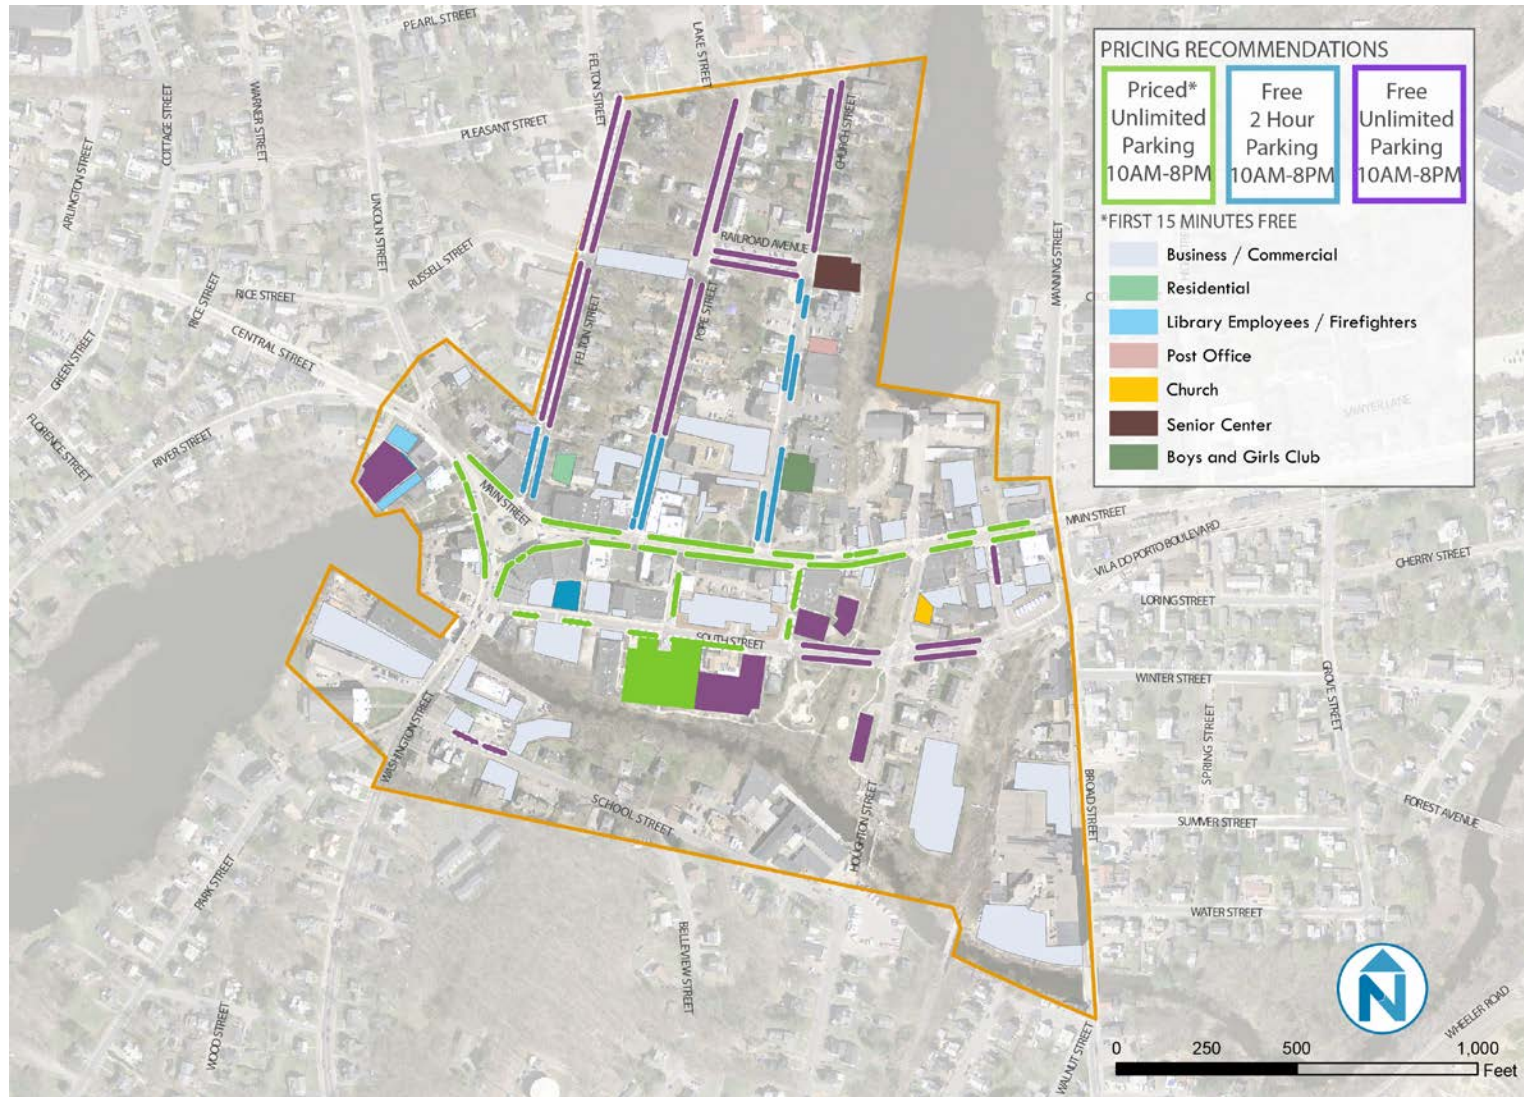 PEARL STREET
LAKE STREET
FELTON STREET
WARNER STREET
COTTAGE STREET
PLEASANT STREET
CHURCH STREET
ARLINGTON STREET
LINCOLN STREET
RUSSELL STREET
RAILROAD AVENUE
MANNING STREET
RICE STREET
RICE STREET
CENTRAL STREET
GREEN STREET
FELTON STREET
POPE STREET
FLORENCE STREET
RIVER STREET
MAIN STREET
MAIN STREET
VILA DO PORTO BOULEVARD
CHERRY STREET
LORING STREET
SOUTH STREET
WINTER STREET
GROVE STREET
WASHINGTON STREET
SPRING STREET
SCHOOL STREET
HOUGHTON STREET
BROAD STREET
SUMMER STREET
FOREST AVENUE
PARK STREET
BELLEVIEW STREET
WATER STREET
WOOD STREET
WALNUT STREET
WHEELER ROAD
SAWYER LANE
PRICING RECOMMENDATIONS
Priced*
Unlimited
Parking
10AM-8PM
Free
2 Hour
Parking
10AM-8PM
Free
Unlimited
Parking
10AM-8PM
*FIRST 15 MINUTES FREE
Business / Commercial
Residential
Library Employees / Firefighters
Post Office
Church
Senior Center
Boys and Girls Club
N
0 250 500 1,000
Feet